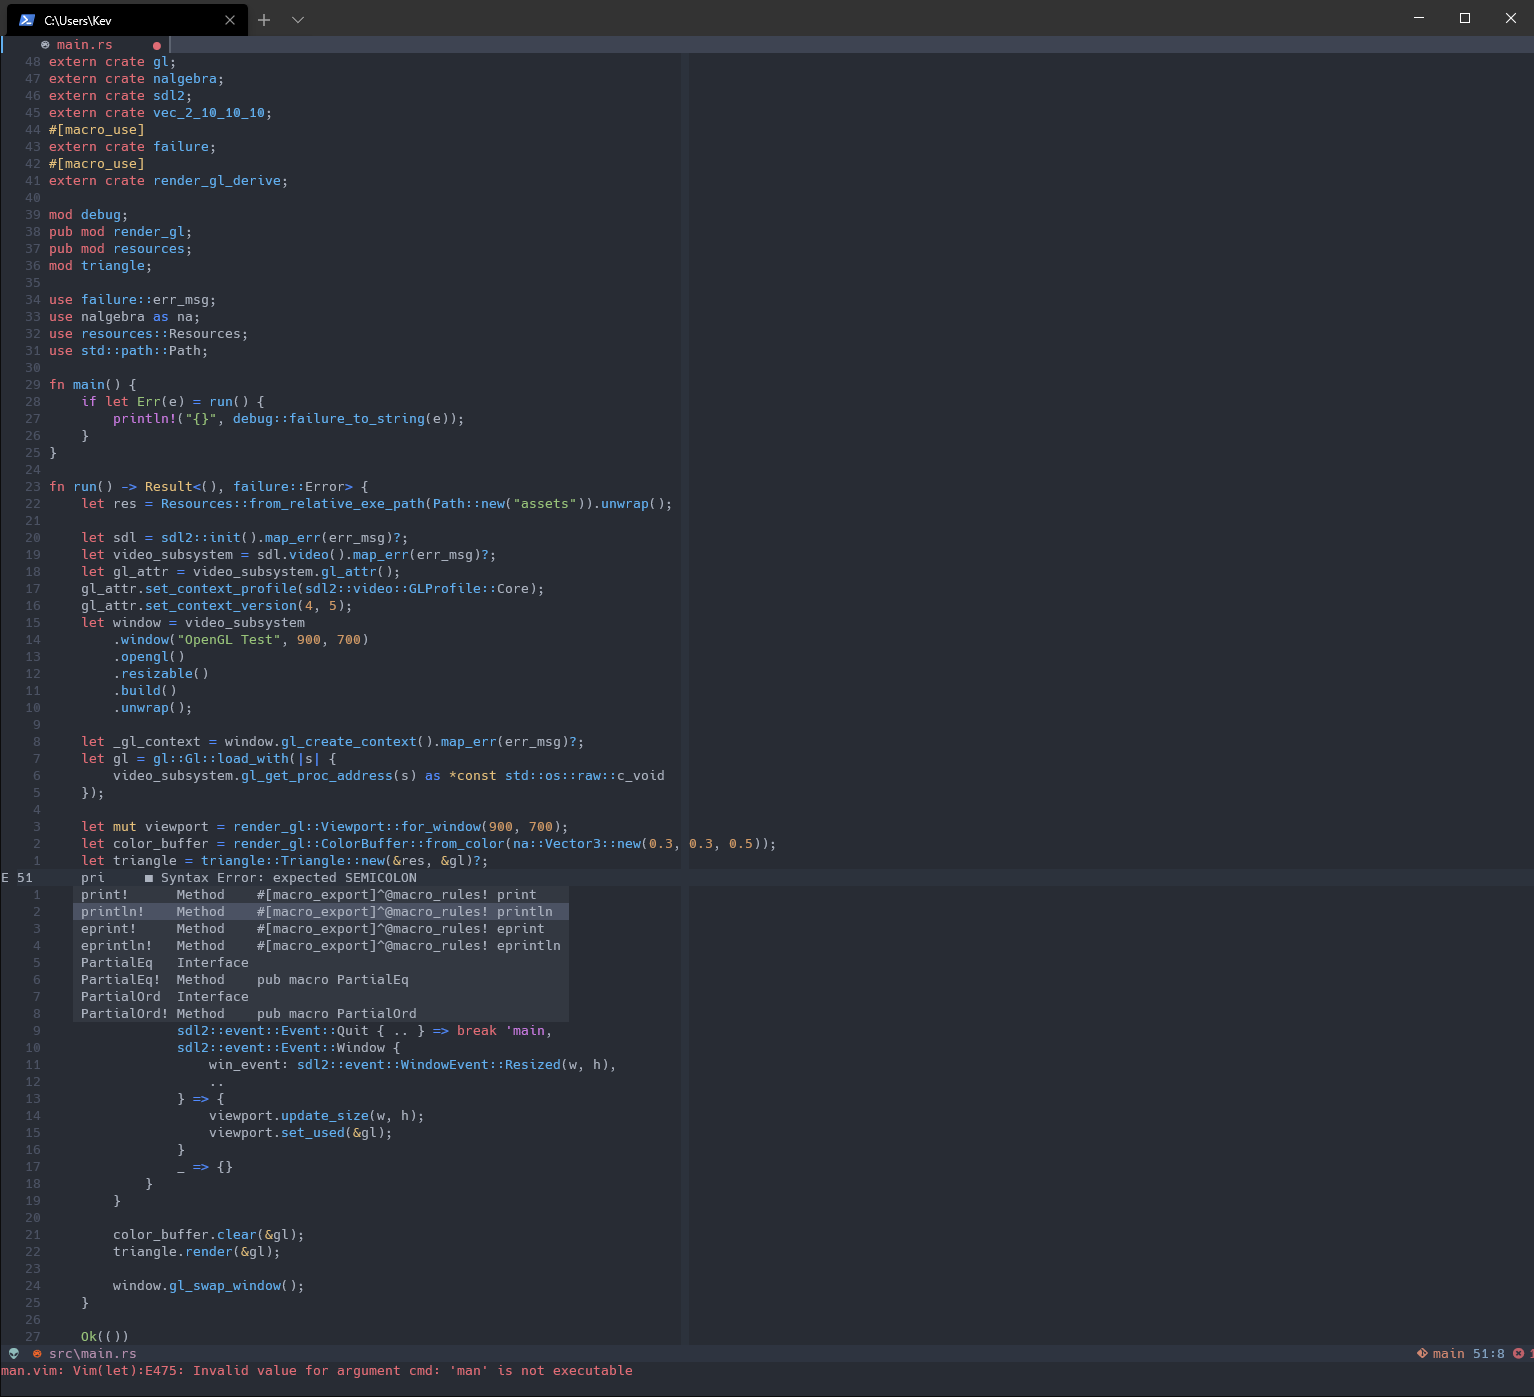 C:\Users\Kev
main.rs
48 extern crate gl;
47 extern crate nalgebra;
46 extern crate sdl2;
45 extern crate vec_2_10_10_10;
44 #[macro_use]
43 extern crate failure;
42 #[macro_use]
41 extern crate render_gl_derive;
40
39 mod debug;
38 pub mod render_gl;
37 pub mod resources;
36 mod triangle;
35
34 use failure::err_msg;
33 use nalgebra as na;
32 use resources::Resources;
31 use std::path::Path;
30
29 fn main() {
28     if let Err(e) = run() {
27         println!("{}", debug::failure_to_string(e));
26     }
25 }
24
23 fn run() -> Result<(), failure::Error> {
22     let res = Resources::from_relative_exe_path(Path::new("assets")).unwrap();
21
20     let sdl = sdl2::init().map_err(err_msg)?;
19     let video_subsystem = sdl.video().map_err(err_msg)?;
18     let gl_attr = video_subsystem.gl_attr();
17     gl_attr.set_context_profile(sdl2::video::GLProfile::Core);
16     gl_attr.set_context_version(4, 5);
15     let window = video_subsystem
14         .window("OpenGL Test", 900, 700)
13         .opengl()
12         .resizable()
11         .build()
10         .unwrap();
9
8     let _gl_context = window.gl_create_context().map_err(err_msg)?;
7     let gl = gl::Gl::load_with(|s| {
6         video_subsystem.gl_get_proc_address(s) as *const std::os::raw::c_void
5     });
4
3     let mut viewport = render_gl::Viewport::for_window(900, 700);
2     let color_buffer = render_gl::ColorBuffer::from_color(na::Vector3::new(0.3, 0.3, 0.5));
1     let triangle = triangle::Triangle::new(&res, &gl)?;
E 51      pri     ■ Syntax Error: expected SEMICOLON
1     print!      Method    #[macro_export]^@macro_rules! print
2     println!    Method    #[macro_export]^@macro_rules! println
3     eprint!     Method    #[macro_export]^@macro_rules! eprint
4     eprintln!   Method    #[macro_export]^@macro_rules! eprintln
5     PartialEq   Interface
6     PartialEq!  Method    pub macro PartialEq
7     PartialOrd  Interface
8     PartialOrd! Method    pub macro PartialOrd
9                 sdl2::event::Event::Quit { .. } => break 'main,
10                 sdl2::event::Event::Window {
11                     win_event: sdl2::event::WindowEvent::Resized(w, h),
12                     ..
13                 } => {
14                     viewport.update_size(w, h);
15                     viewport.set_used(&gl);
16                 }
17                 _ => {}
18             }
19         }
20
21         color_buffer.clear(&gl);
22         triangle.render(&gl);
23
24         window.gl_swap_window();
25     }
26
27     Ok(())
src\main.rs main 51:8 1
man.vim: Vim(let):E475: Invalid value for argument cmd: 'man' is not executable